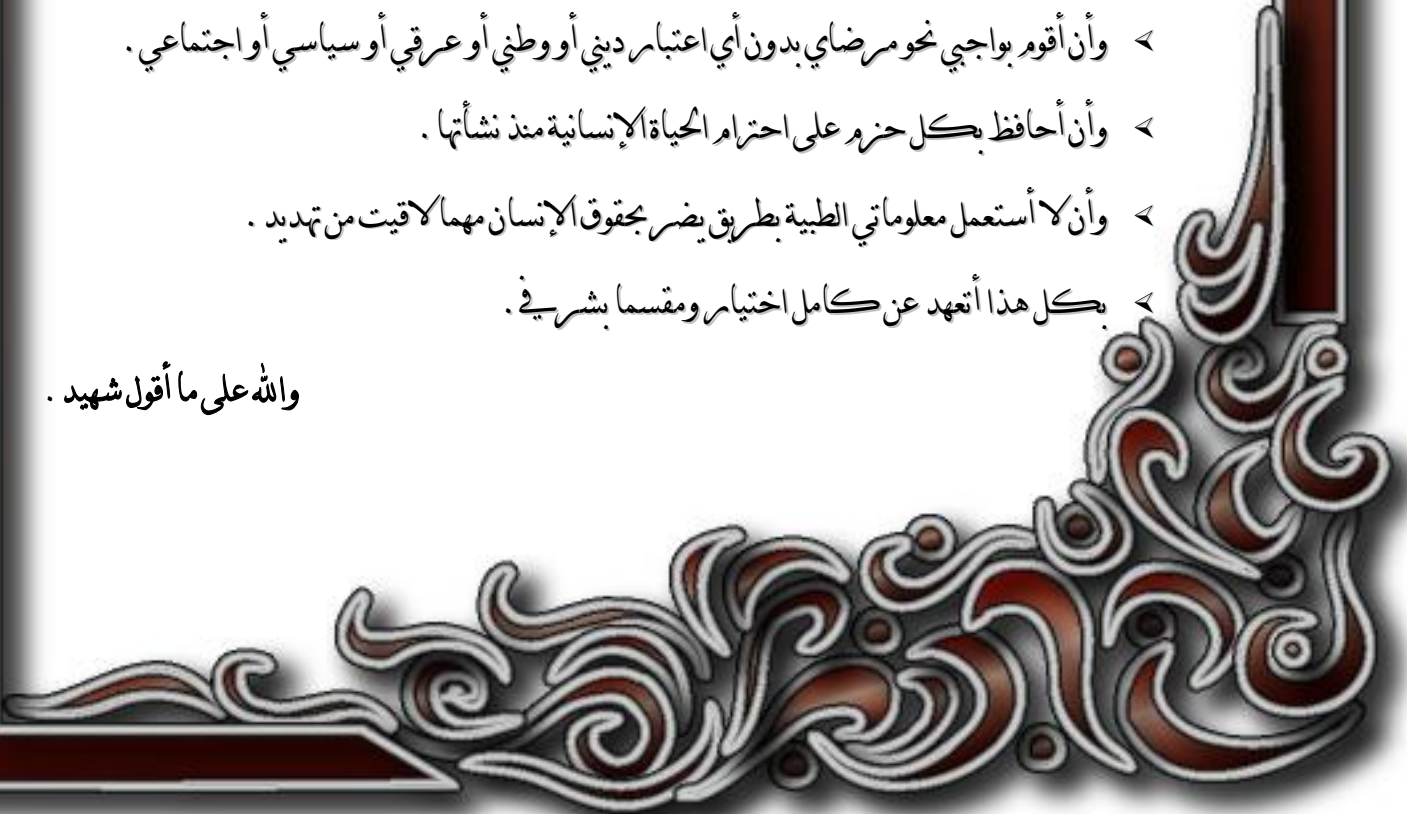 وأن أقوم بواجبي نحو مرضاي بدون أي اعتبار ديني أو وطني أو عرقي أو سياسي أو اجتماعي .
وأن أحافظ بكل حزم على احترام الحياة الإنسانية منذ نشأتها .
وأن لا أستعمل معلوماتي الطبية بطريق يضر بحقوق الإنسان مهما لاقيت من تهديد .
بكل هذا أتعهد عن كامل اختيار ومقسما بشرفي .
والله على ما أقول شهيد .